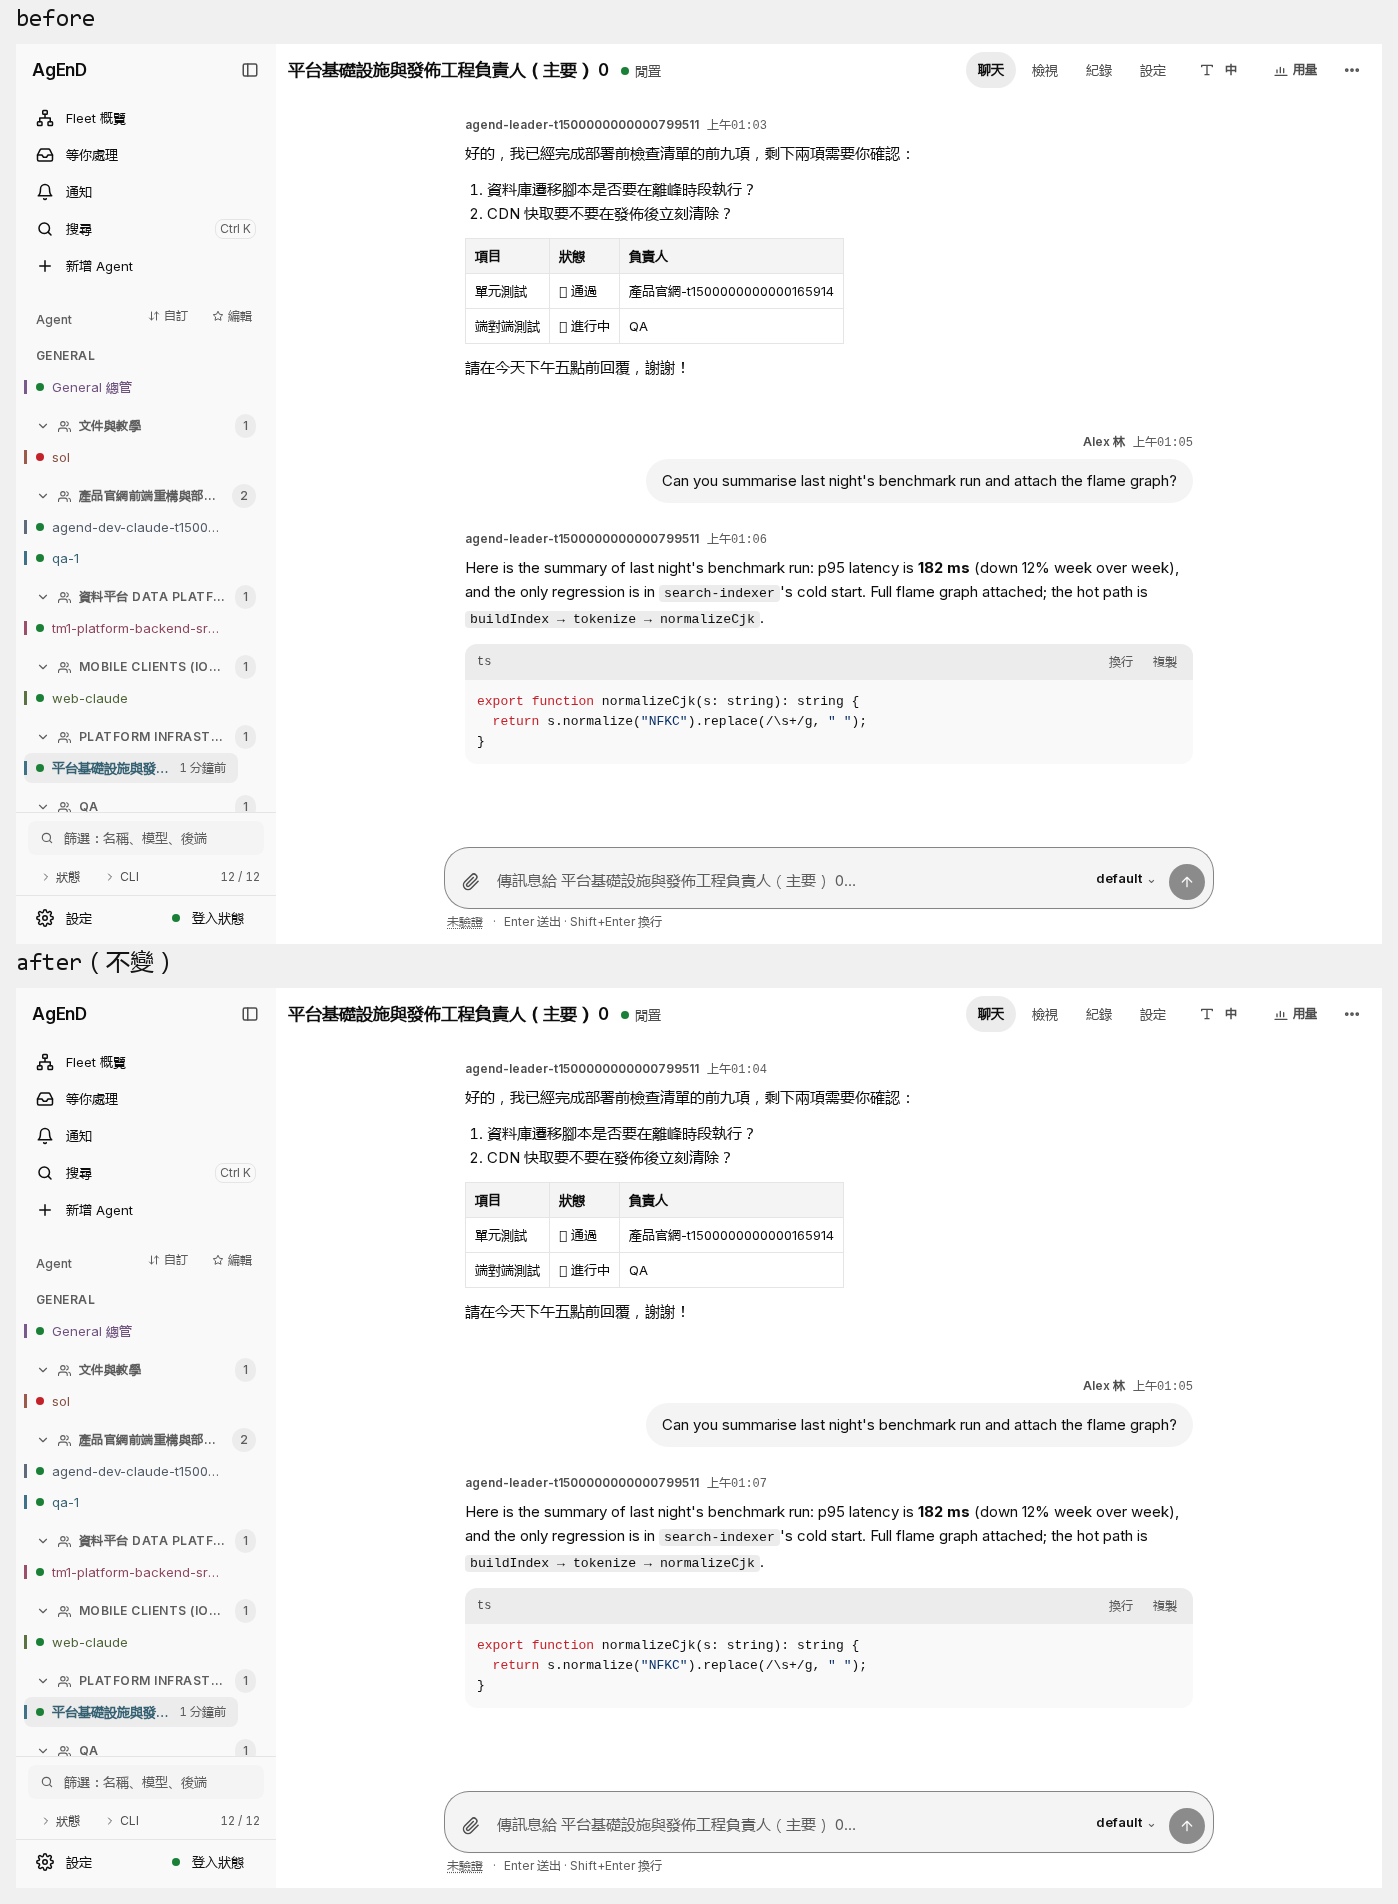 before
AgEnD
Fleet 概覽
等你處理
通知
搜尋 Ctrl K
新增 Agent
Agent 自訂 編輯
GENERAL
General 總管
文件與教學 1
sol
產品官網前端重構與部… 2
agend-dev-claude-t1500…
qa-1
資料平台 DATA PLATF… 1
tm1-platform-backend-sr…
MOBILE CLIENTS (IO… 1
web-claude
PLATFORM INFRAST… 1
平台基礎設施與發… 1 分鐘前
QA 1
篩選：名稱、模型、後端
狀態 CLI 12 / 12
設定 登入狀態
平台基礎設施與發佈工程負責人（主要）0 閒置 聊天 檢視 紀錄 設定 中 用量
agend-leader-t1500000000000799511 上午01:03
好的，我已經完成部署前檢查清單的前九項，剩下兩項需要你確認：
1. 資料庫遷移腳本是否要在離峰時段執行？
2. CDN 快取要不要在發佈後立刻清除？
項目 狀態 負責人
單元測試 通過 產品官網-t1500000000000165914
端對端測試 進行中 QA
請在今天下午五點前回覆，謝謝！
Alex 林 上午01:05
Can you summarise last night's benchmark run and attach the flame graph?
agend-leader-t1500000000000799511 上午01:06
Here is the summary of last night's benchmark run: p95 latency is 182 ms (down 12% week over week),
and the only regression is in search-indexer's cold start. Full flame graph attached; the hot path is
buildIndex → tokenize → normalizeCjk.
ts 換行 複製
export function normalizeCjk(s: string): string {
return s.normalize("NFKC").replace(/\s+/g, " ");
}
傳訊息給 平台基礎設施與發佈工程負責人（主要）0… default
未驗證 · Enter 送出 · Shift+Enter 換行
after（不變）
AgEnD
Fleet 概覽
等你處理
通知
搜尋 Ctrl K
新增 Agent
Agent 自訂 編輯
GENERAL
General 總管
文件與教學 1
sol
產品官網前端重構與部… 2
agend-dev-claude-t1500…
qa-1
資料平台 DATA PLATF… 1
tm1-platform-backend-sr…
MOBILE CLIENTS (IO… 1
web-claude
PLATFORM INFRAST… 1
平台基礎設施與發… 1 分鐘前
QA 1
篩選：名稱、模型、後端
狀態 CLI 12 / 12
設定 登入狀態
平台基礎設施與發佈工程負責人（主要）0 閒置 聊天 檢視 紀錄 設定 中 用量
agend-leader-t1500000000000799511 上午01:04
好的，我已經完成部署前檢查清單的前九項，剩下兩項需要你確認：
1. 資料庫遷移腳本是否要在離峰時段執行？
2. CDN 快取要不要在發佈後立刻清除？
項目 狀態 負責人
單元測試 通過 產品官網-t1500000000000165914
端對端測試 進行中 QA
請在今天下午五點前回覆，謝謝！
Alex 林 上午01:05
Can you summarise last night's benchmark run and attach the flame graph?
agend-leader-t1500000000000799511 上午01:07
Here is the summary of last night's benchmark run: p95 latency is 182 ms (down 12% week over week),
and the only regression is in search-indexer's cold start. Full flame graph attached; the hot path is
buildIndex → tokenize → normalizeCjk.
ts 換行 複製
export function normalizeCjk(s: string): string {
return s.normalize("NFKC").replace(/\s+/g, " ");
}
傳訊息給 平台基礎設施與發佈工程負責人（主要）0… default
未驗證 · Enter 送出 · Shift+Enter 換行